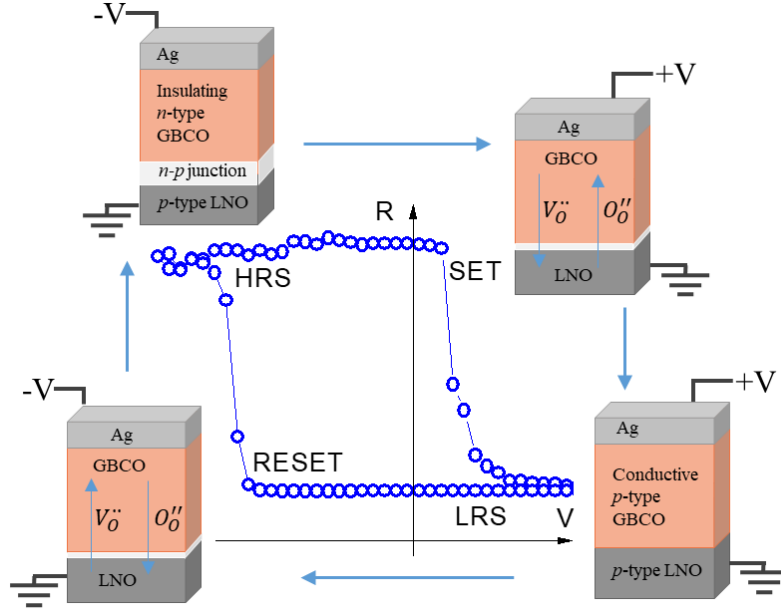 -V
Ag
Insulating
n-type
GBCO
n-p junction
p-type LNO
+V
Ag
GBCO
V_O^¨ O_O''
LNO
R
HRS
SET
RESET
LRS
V
-V
Ag
GBCO
V_O^¨ O_O''
LNO
+V
Ag
Conductive
p-type
GBCO
p-type LNO